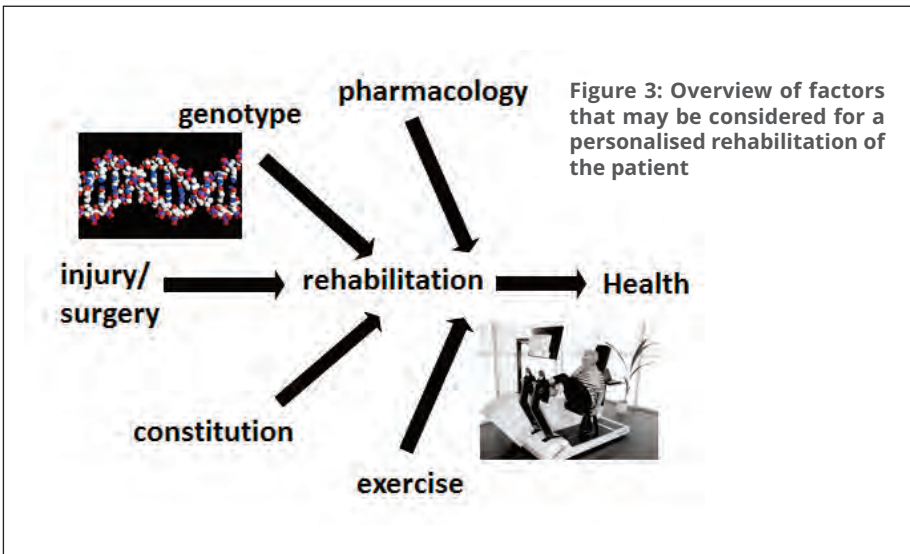 pharmacology
genotype
Figure 3: Overview of factors
that may be considered for a
personalised rehabilitation of
the patient
injury/
surgery
rehabilitation
Health
constitution
exercise